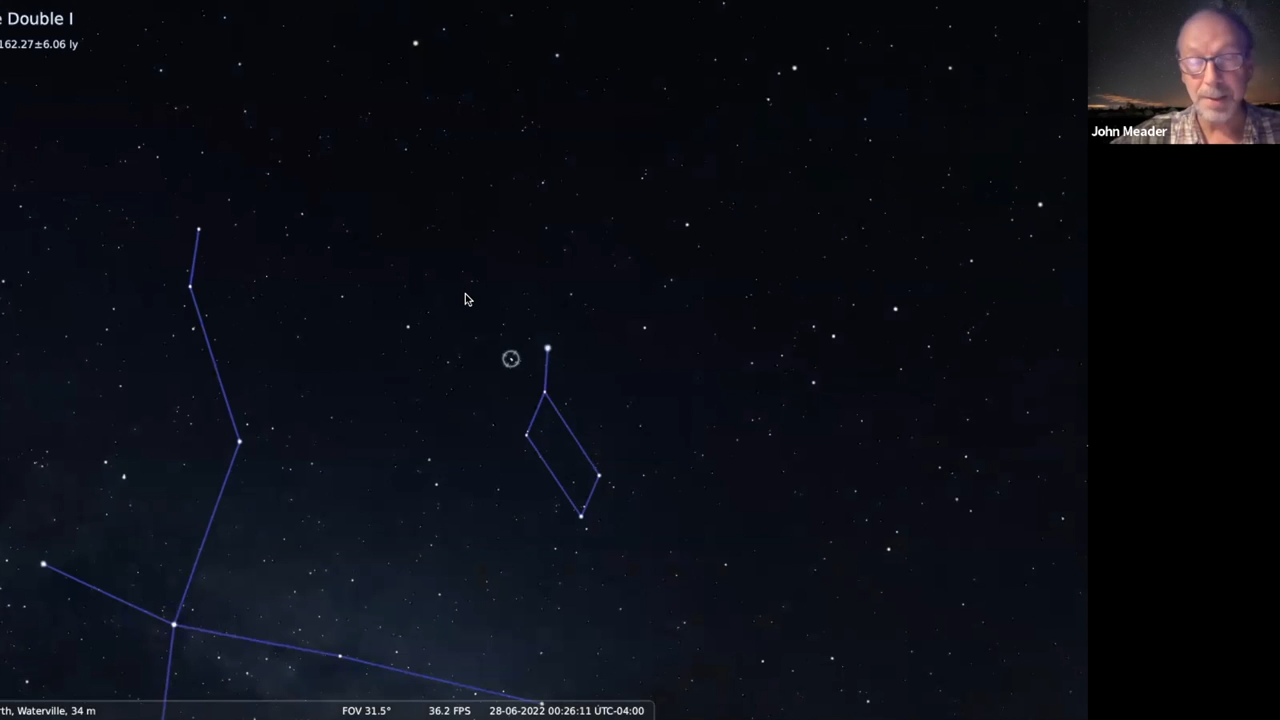 e Double I
162.27±6.06 ly
John Meader
rth, Waterville, 34 m FOV 31.5° 36.2 FPS 28-06-2022 00:26:11 UTC-04:00